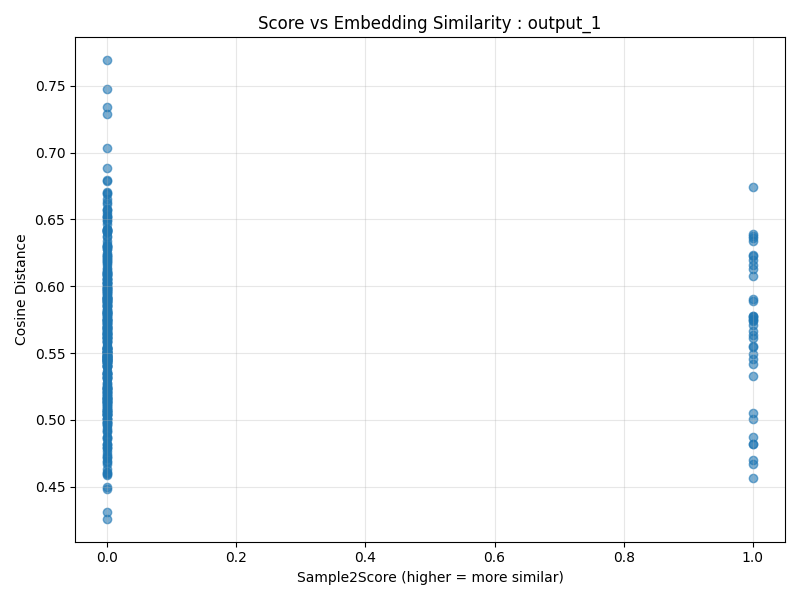 Score vs Embedding Similarity : output_1
Cosine Distance
0.75
0.70
0.65
0.60
0.55
0.50
0.45
0.0 0.2 0.4 0.6 0.8 1.0
Sample2Score (higher = more similar)